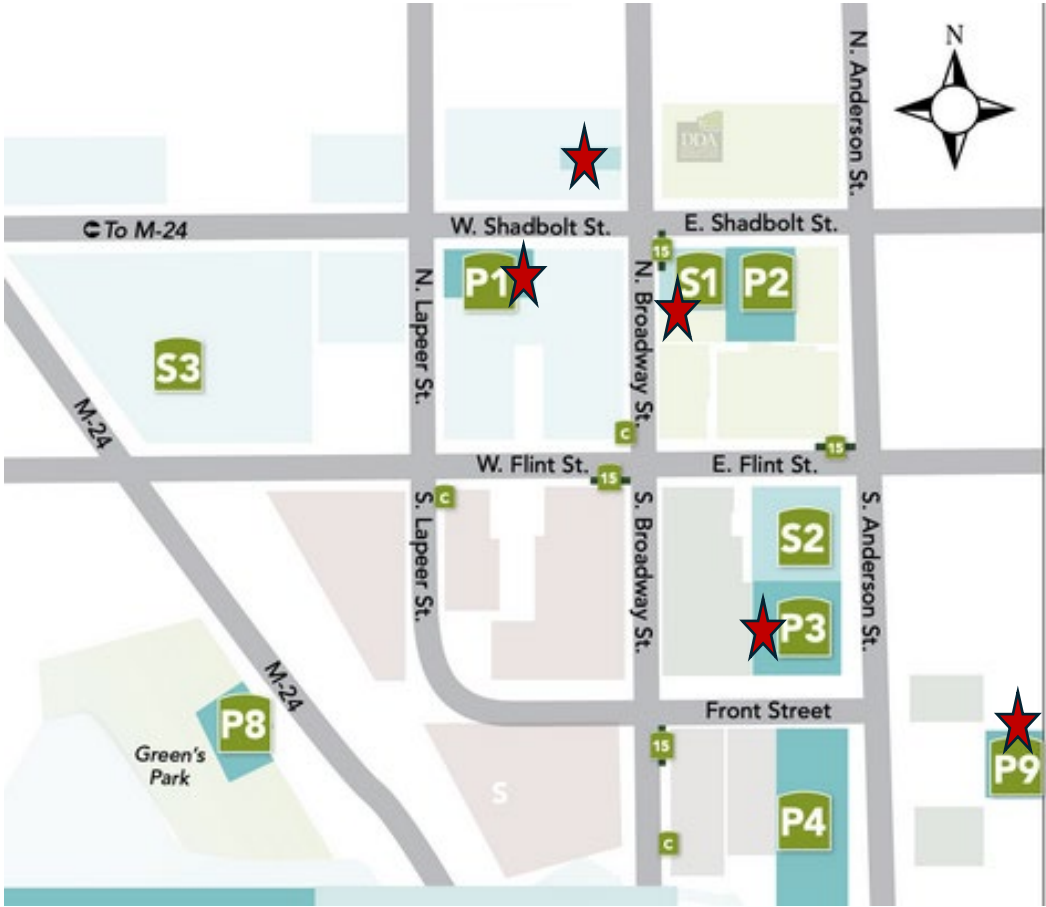 N
N. Anderson St.
DDA
To M-24
W. Shadbolt St.
E. Shadbolt St.
15
P1
S1
P2
N. Lapeer St.
N. Broadway St.
S3
M-24
C
15
W. Flint St.
E. Flint St.
15
C
S. Lapeer St.
S. Broadway St.
S. Anderson St.
S2
P3
M-24
P8
Green's
Park
Front Street
15
P9
S
P4
C